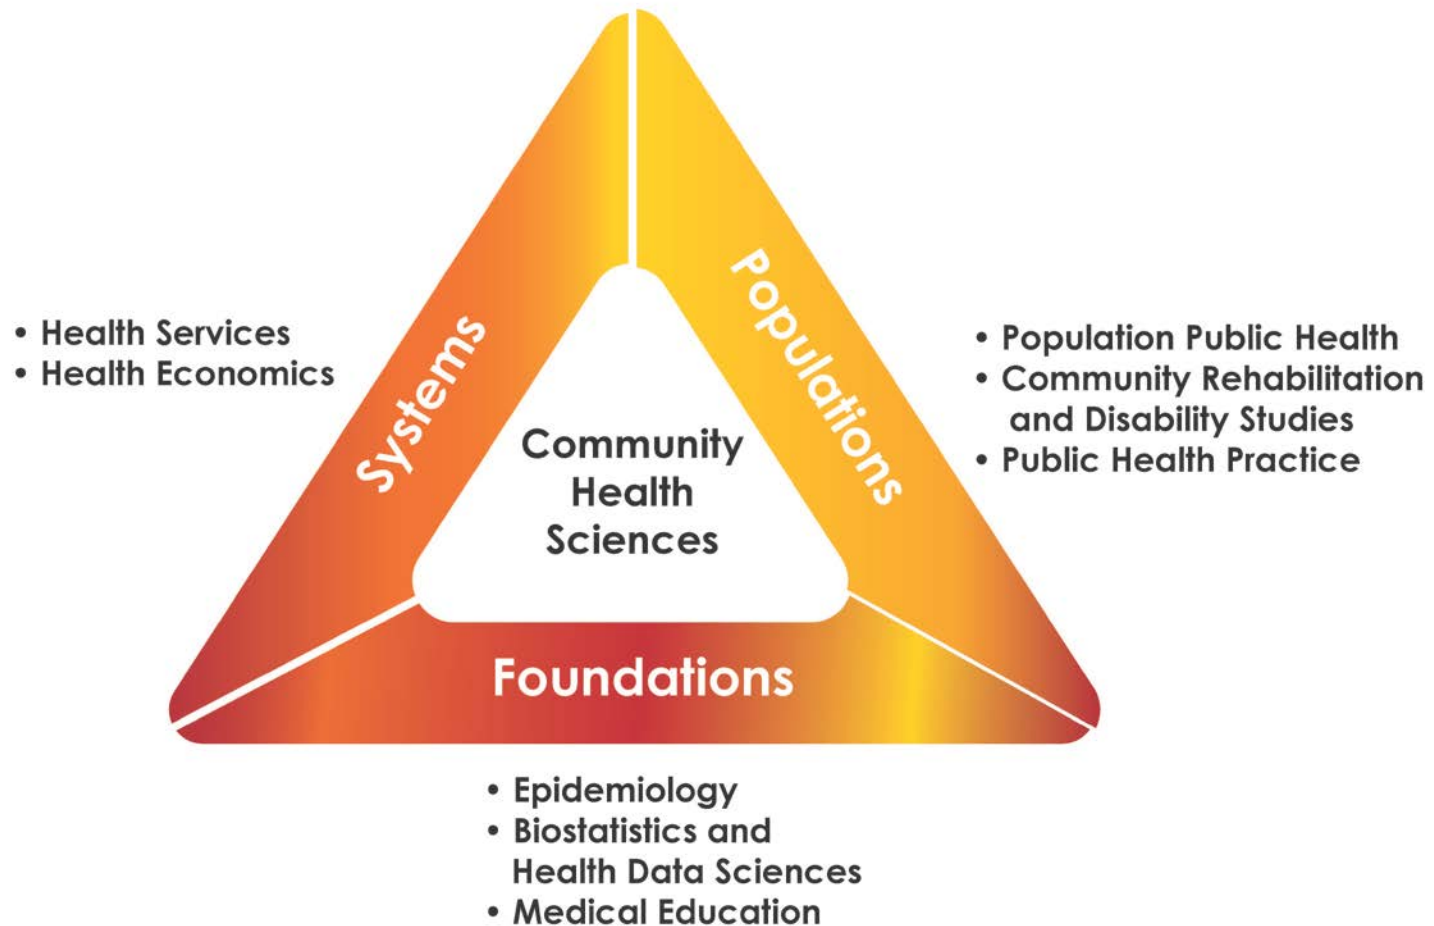 Systems
Populations
• Health Services
• Health Economics
Community
Health
Sciences
• Population Public Health
• Community Rehabilitation
and Disability Studies
• Public Health Practice
Foundations
• Epidemiology
• Biostatistics and
Health Data Sciences
• Medical Education